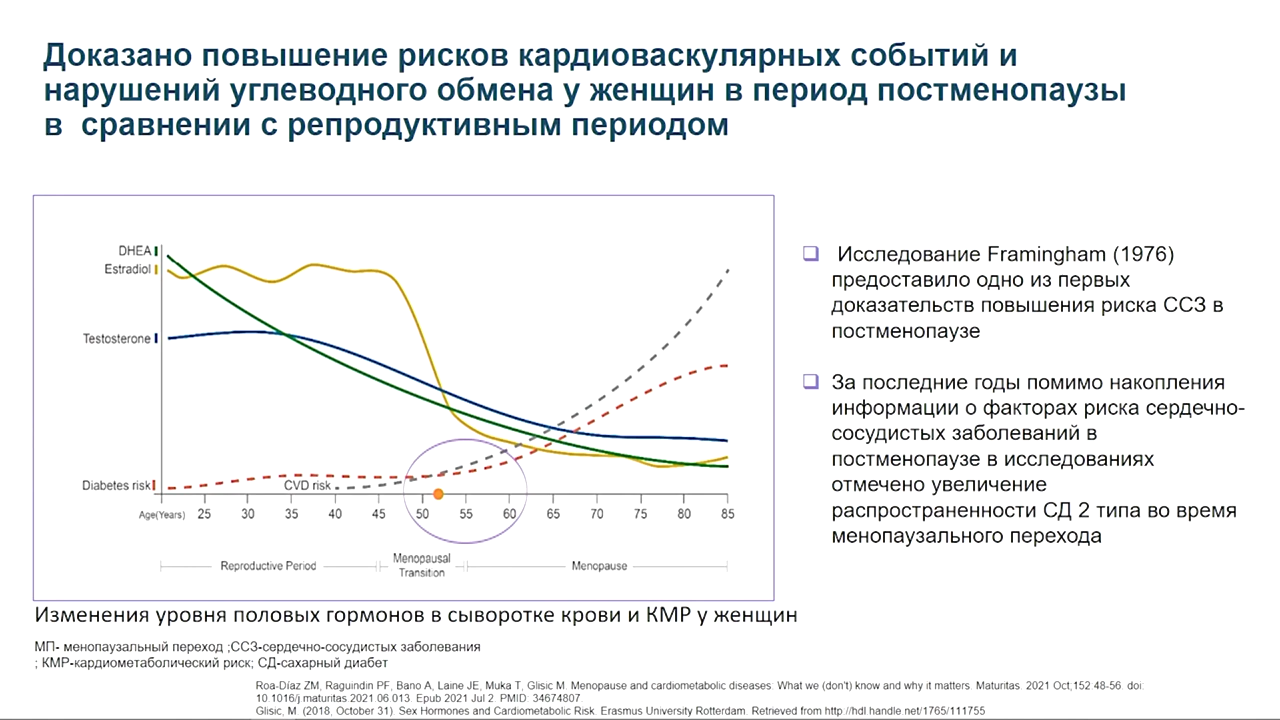 Доказано повышение рисков кардиоваскулярных событий и
нарушений углеводного обмена у женщин в период постменопаузы
в сравнении с репродуктивным периодом
DHEA
Estradiol
Testosterone
Diabetes risk
CVD risk
Age(Years) 25 30 35 40 45 50 55 60 65 70 75 80 85
Reproductive Period
Menopausal
Transition
Menopause
Исследование Framingham (1976)
предоставило одно из первых
доказательств повышения риска ССЗ в
постменопаузе
За последние годы помимо накопления
информации о факторах риска сердечно-
сосудистых заболеваний в
постменопаузе в исследованиях
отмечено увеличение
распространенности СД 2 типа во время
менопаузального перехода
Изменения уровня половых гормонов в сыворотке крови и КМР у женщин
МП- менопаузальный переход ;ССЗ-сердечно-сосудистых заболевания
; КМР-кардиометаболический риск; СД-сахарный диабет
Roa-Díaz ZM, Raguindin PF, Bano A, Laine JE, Muka T, Glisic M. Menopause and cardiometabolic diseases: What we (don't) know and why it matters. Maturitas. 2021 Oct;152:48-56. doi:
10.1016/j.maturitas.2021.06.013. Epub 2021 Jul 2. PMID: 34674807.
Glisic, M. (2018, October 31). Sex Hormones and Cardiometabolic Risk. Erasmus University Rotterdam. Retrieved from http://hdl.handle.net/1765/111755